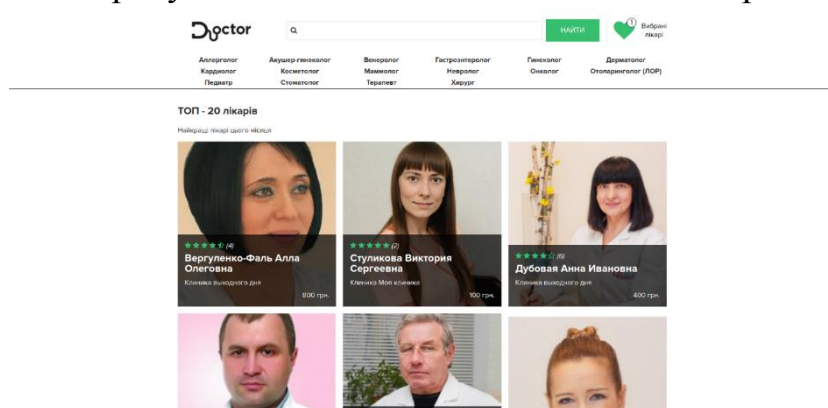 Doctor
НАЙТИ
1
Вибрані
лікарі
Аллерголог Акушер-гинеколог Венеролог Гастроэнтеролог Гинеколог Дерматолог
Кардиолог Косметолог Маммолог Невролог Онколог Отоларинголог (ЛОР)
Педиатр Стоматолог Терапевт Хирург
ТОП - 20 лікарів
Найкращі лікарі цього місяця
(4)
Вергуленко-Фаль Алла
Олеговна
Клиника выходного дня
800 грн.
(2)
Стуликова Виктория
Сергеевна
Клиника Моя клиника
100 грн.
(6)
Дубовая Анна Ивановна
Клиника выходного дня
400 грн.